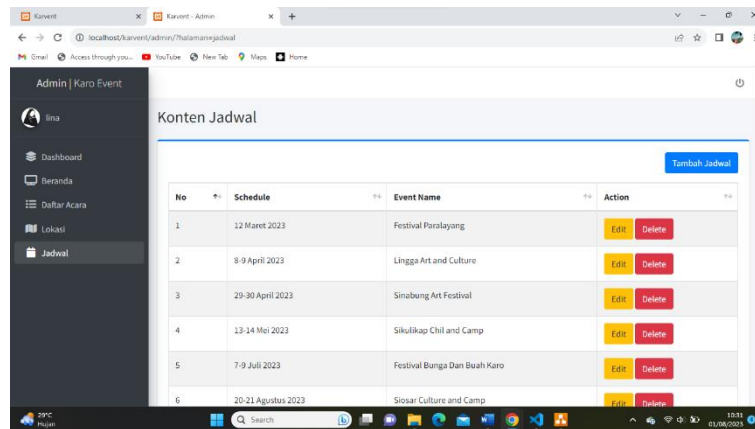 Karvent
Karvent - Admin
localhost/karvent/admin/?halaman=jadwal
Gmail Access through you... YouTube New Tab Maps Home
Admin | Karo Event
lina
Dashboard
Beranda
Daftar Acara
Lokasi
Jadwal
Konten Jadwal
Tambah Jadwal
No Schedule Event Name Action
1 12 Maret 2023 Festival Paralayang Edit Delete
2 8-9 April 2023 Lingga Art and Culture Edit Delete
3 29-30 April 2023 Sinabung Art Festival Edit Delete
4 13-14 Mei 2023 Sikulikap Chil and Camp Edit Delete
5 7-9 Juli 2023 Festival Bunga Dan Buah Karo Edit Delete
6 20-21 Agustus 2023 Siosar Culture and Camp Edit Delete
29°C
Hujan
Search
10:31
01/08/2023